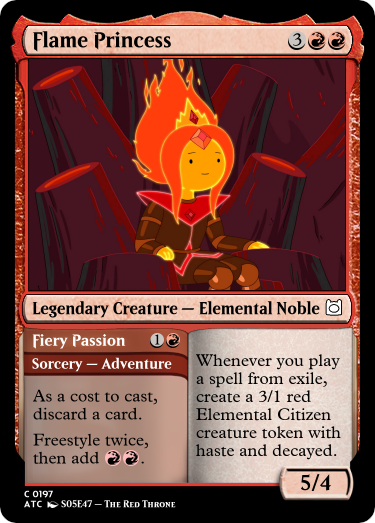 Flame Princess 3
Legendary Creature — Elemental Noble
Fiery Passion 1
Sorcery — Adventure
As a cost to cast,
discard a card.
Freestyle twice,
then add .
Whenever you play
a spell from exile,
create a 3/1 red
Elemental Citizen
creature token with
haste and decayed.
5/4
C 0197
ATC S05E47 — The Red Throne